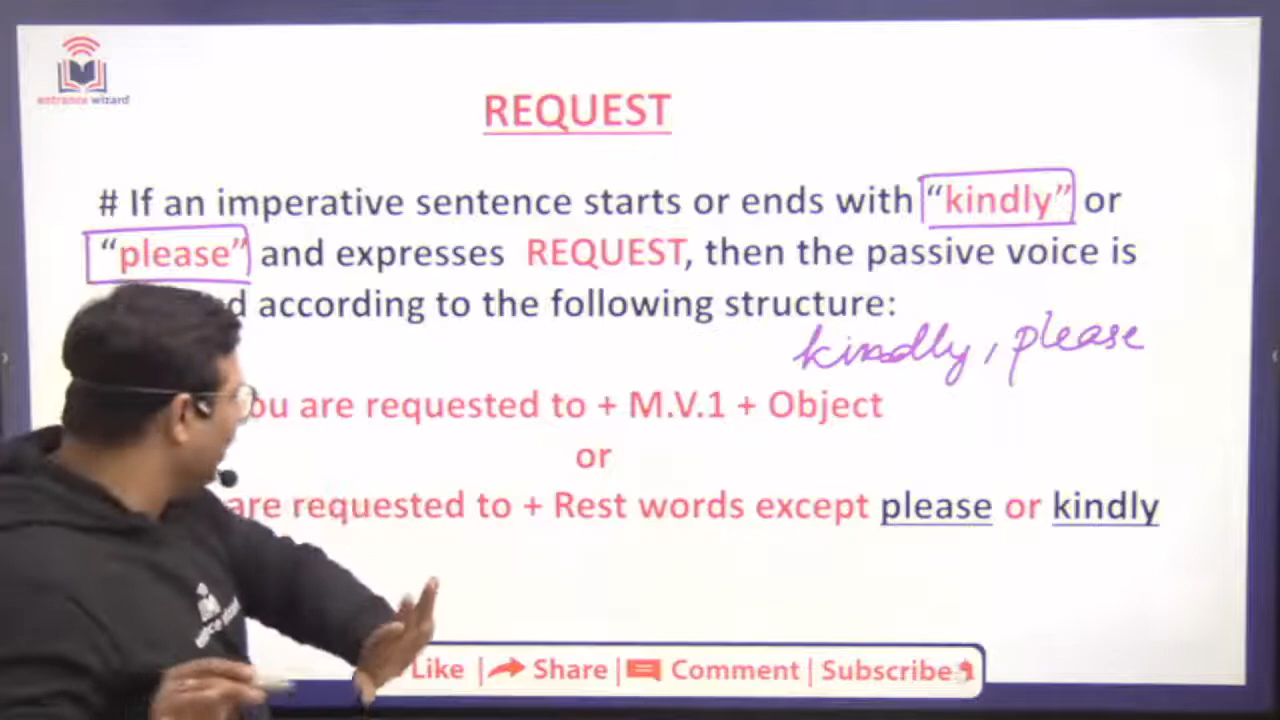 entrance wizard
REQUEST
# If an imperative sentence starts or ends with “kindly” or
“please” and expresses REQUEST, then the passive voice is
according to the following structure:
kindly, please
are requested to + M.V.1 + Object
or
are requested to + Rest words except please or kindly
Like | Share | Comment | Subscribe